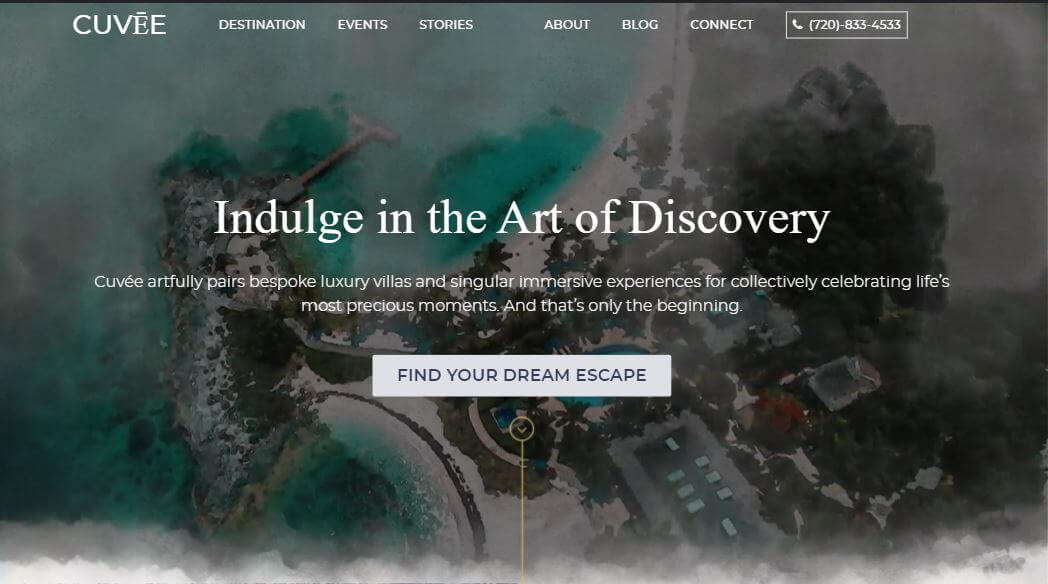 CUVĒE DESTINATION EVENTS STORIES ABOUT BLOG CONNECT (720)-833-4533
Indulge in the Art of Discovery
Cuvée artfully pairs bespoke luxury villas and singular immersive experiences for collectively celebrating life’s
most precious moments. And that’s only the beginning.
FIND YOUR DREAM ESCAPE